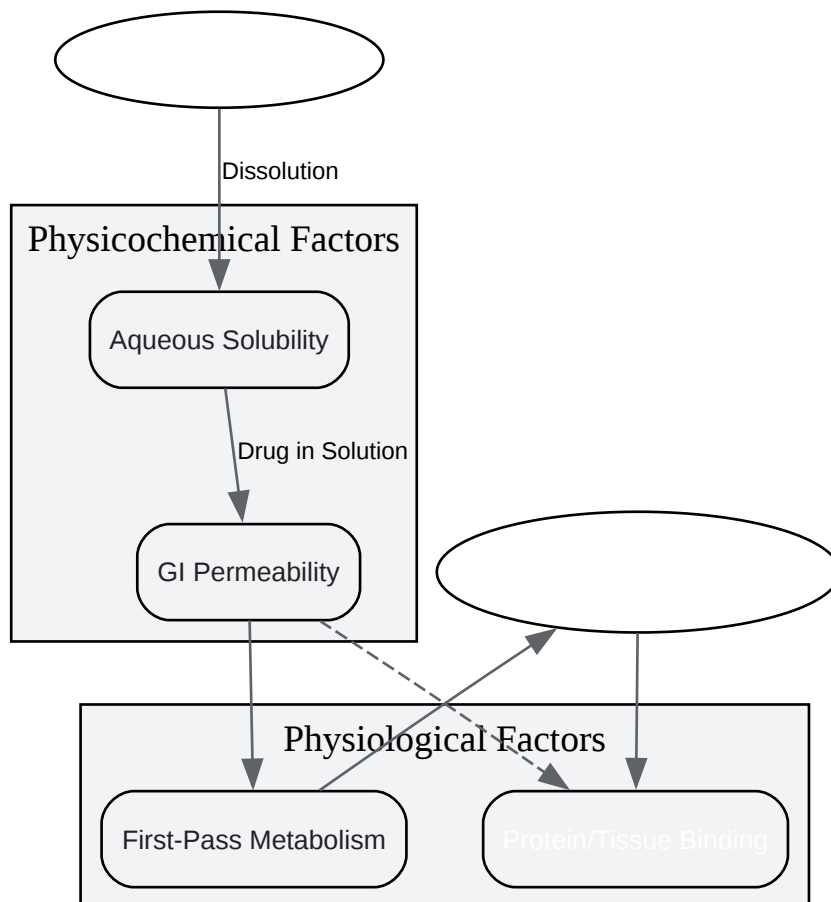 Dissolution
Physicochemical Factors
Aqueous Solubility
Drug in Solution
GI Permeability
Physiological Factors
First-Pass Metabolism
Protein/Tissue Binding